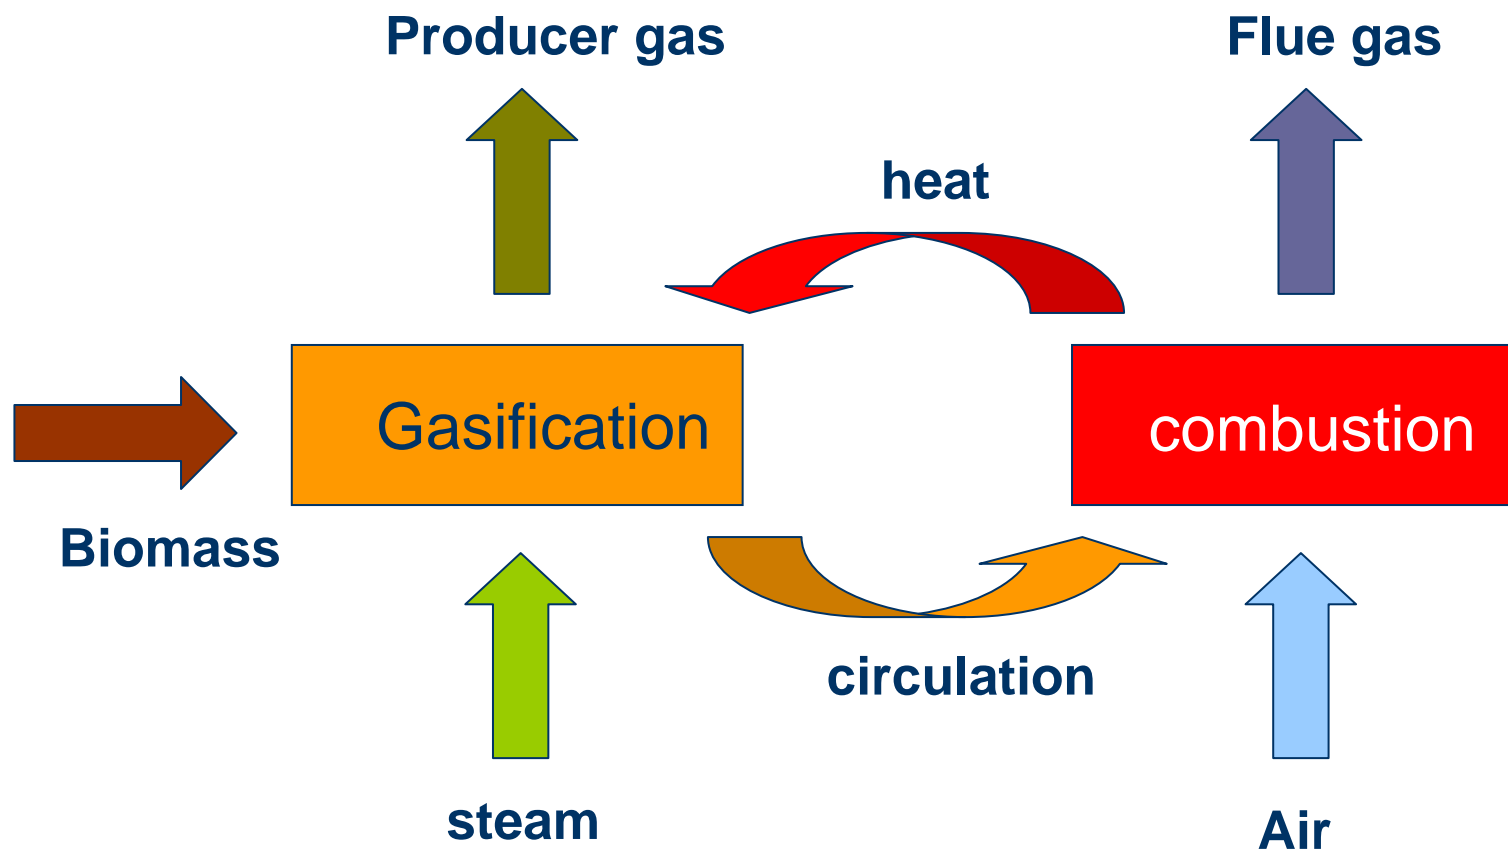 Producer gas
Flue gas
heat
Gasification
combustion
Biomass
circulation
steam
Air